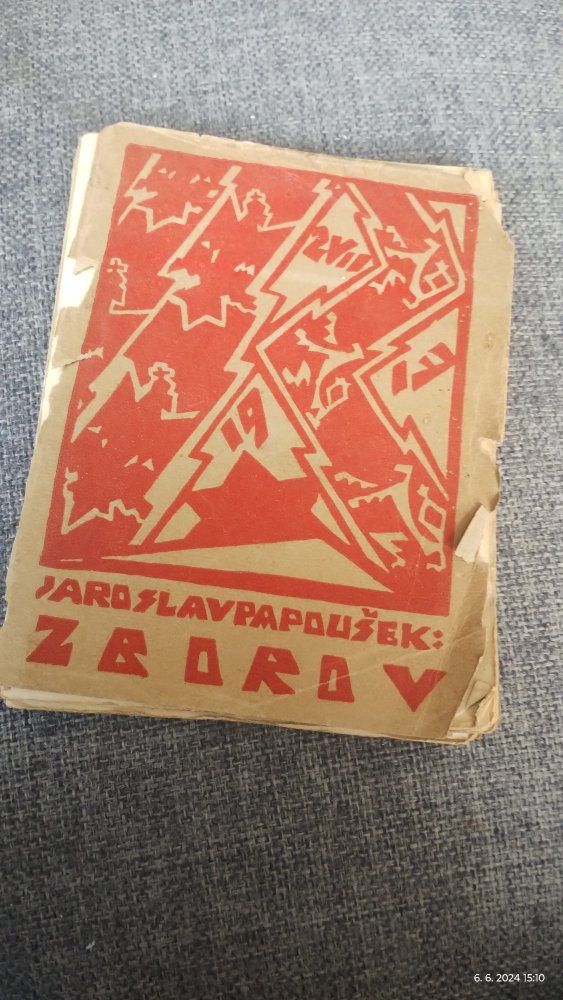 2.VII
19
17
JAROSLAV PAPOUŠEK:
ZBOROV
6. 6. 2024 15:10